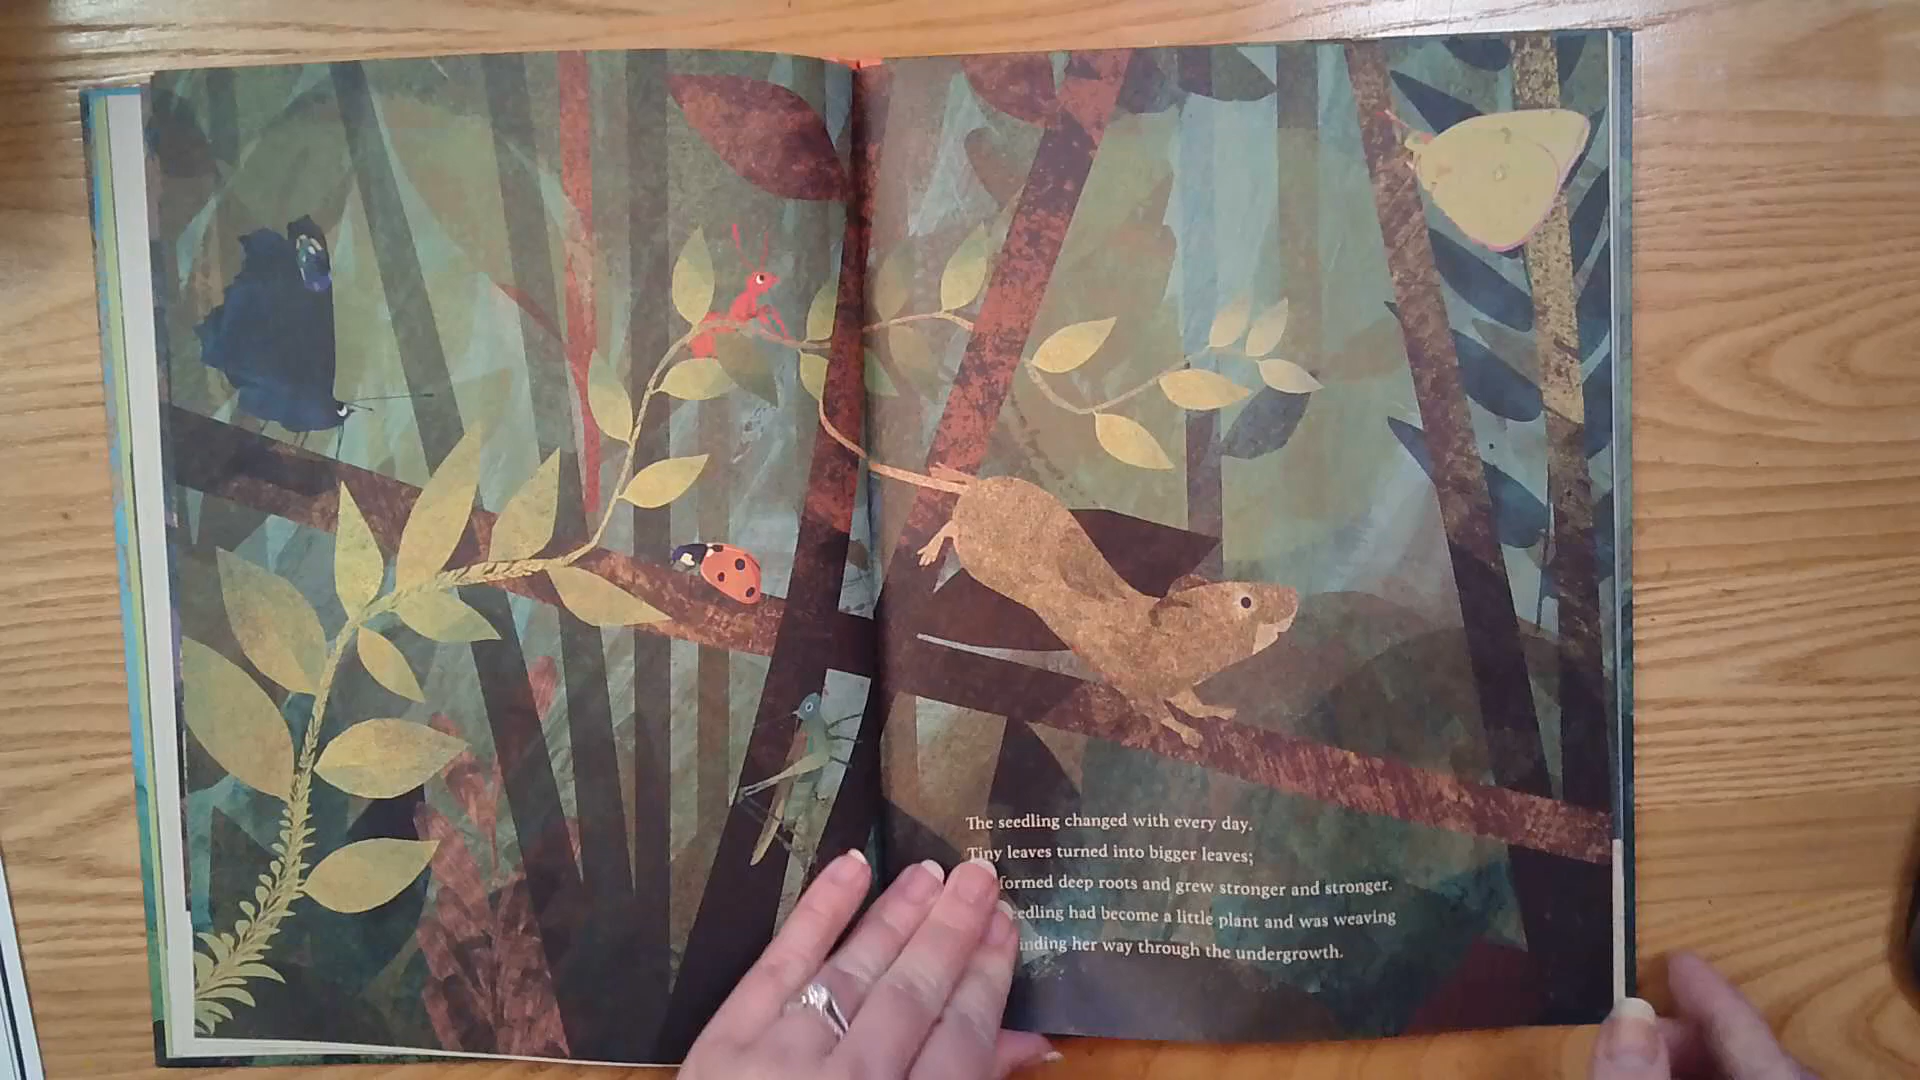 The seedling changed with every day.
Tiny leaves turned into bigger leaves;
formed deep roots and grew stronger and stronger.
had become a little plant and was weaving
her way through the undergrowth.